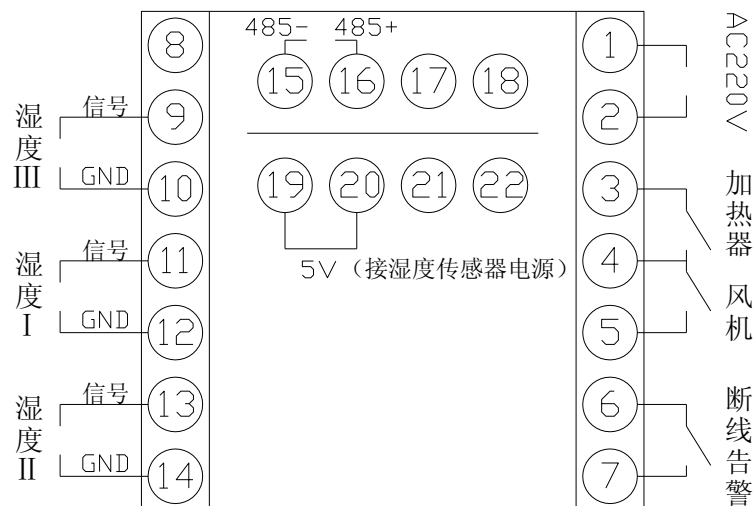 485- 485+
8
15 16 17 18
1
AC220V
湿度III
信号
9
2
GND
10
19 20 21 22
3
加热器
5V（接湿度传感器电源）
湿度I
信号
11
4
GND
12
5
风机
湿度II
信号
13
6
GND
14
7
断线告警